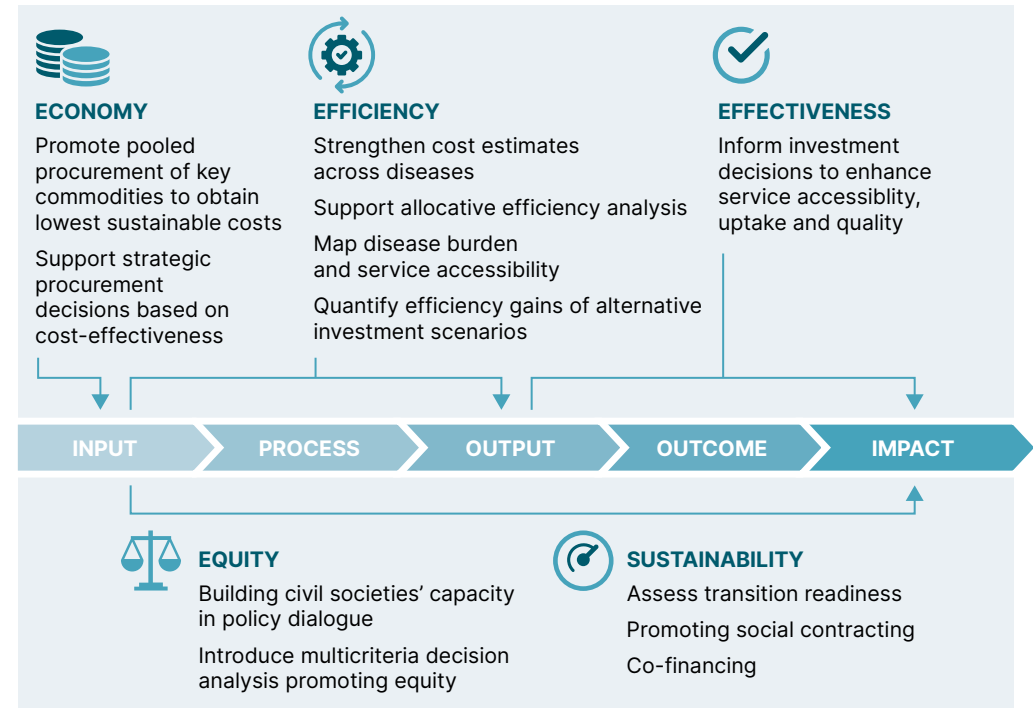 ECONOMY
Promote pooled
procurement of key
commodities to obtain
lowest sustainable costs
Support strategic
procurement
decisions based on
cost-effectiveness
EFFICIENCY
Strengthen cost estimates
across diseases
Support allocative efficiency analysis
Map disease burden
and service accessibility
Quantify efficiency gains of alternative
investment scenarios
EFFECTIVENESS
Inform investment
decisions to enhance
service accessiblity,
uptake and quality
INPUT
PROCESS
OUTPUT
OUTCOME
IMPACT
EQUITY
Building civil societies’ capacity
in policy dialogue
Introduce multicriteria decision
analysis promoting equity
SUSTAINABILITY
Assess transition readiness
Promoting social contracting
Co-financing